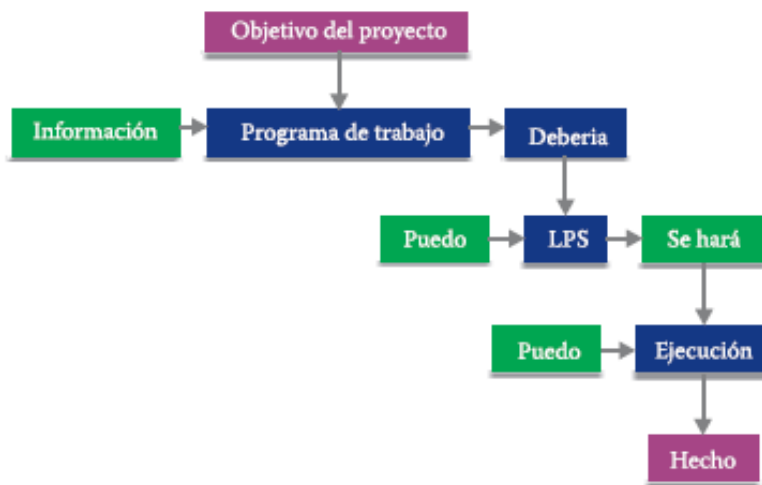 Objetivo del proyecto
Información
Programa de trabajo
Deberia
Puedo
LPS
Se hará
Puedo
Ejecución
Hecho